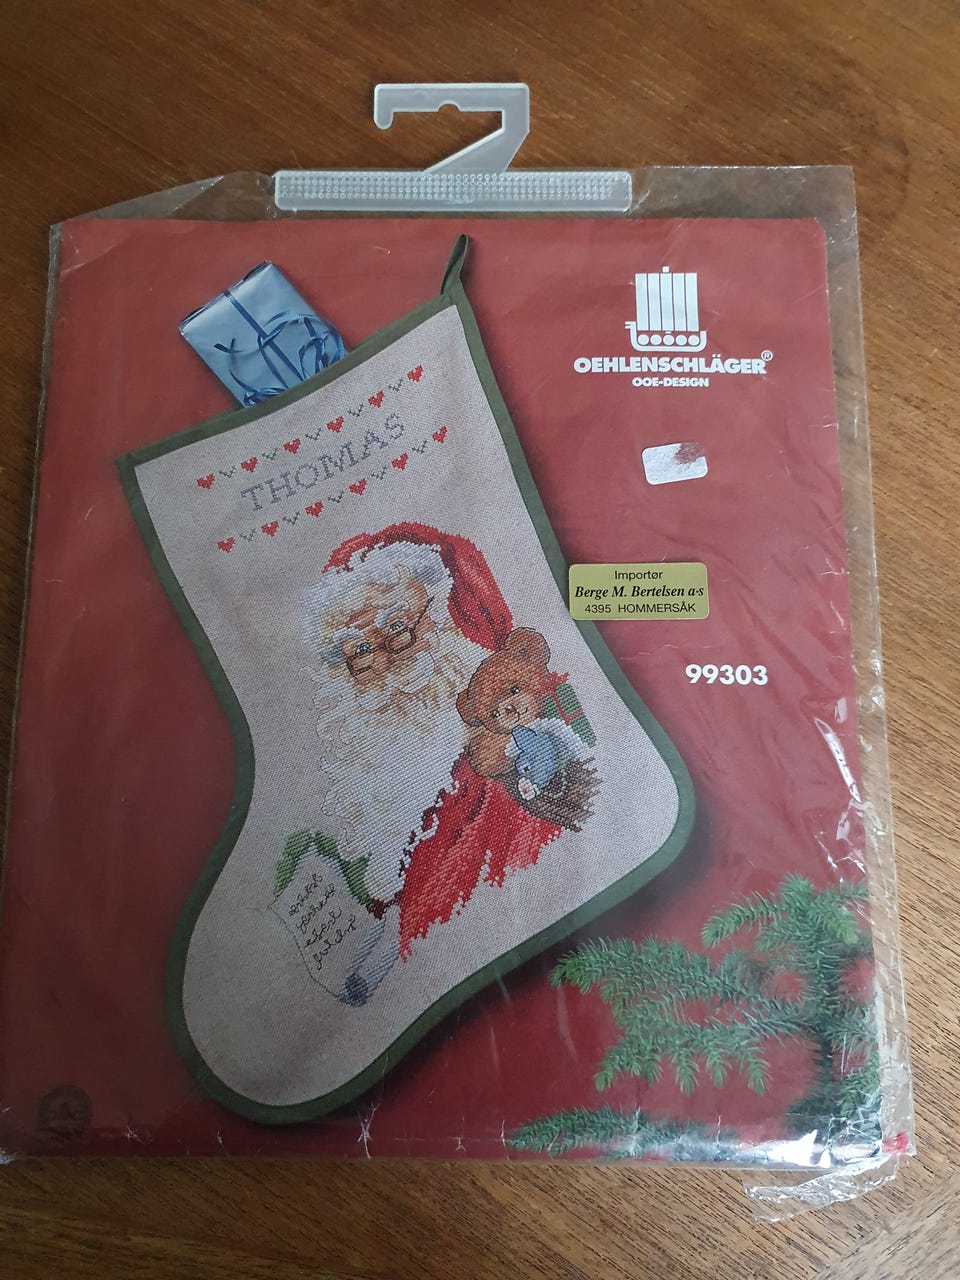 OEHLENSCHLÄGER®
OOE-DESIGN
THOMAS
Importør
Berge M. Bertelsen a·s
4395 HOMMERSÅK
99303